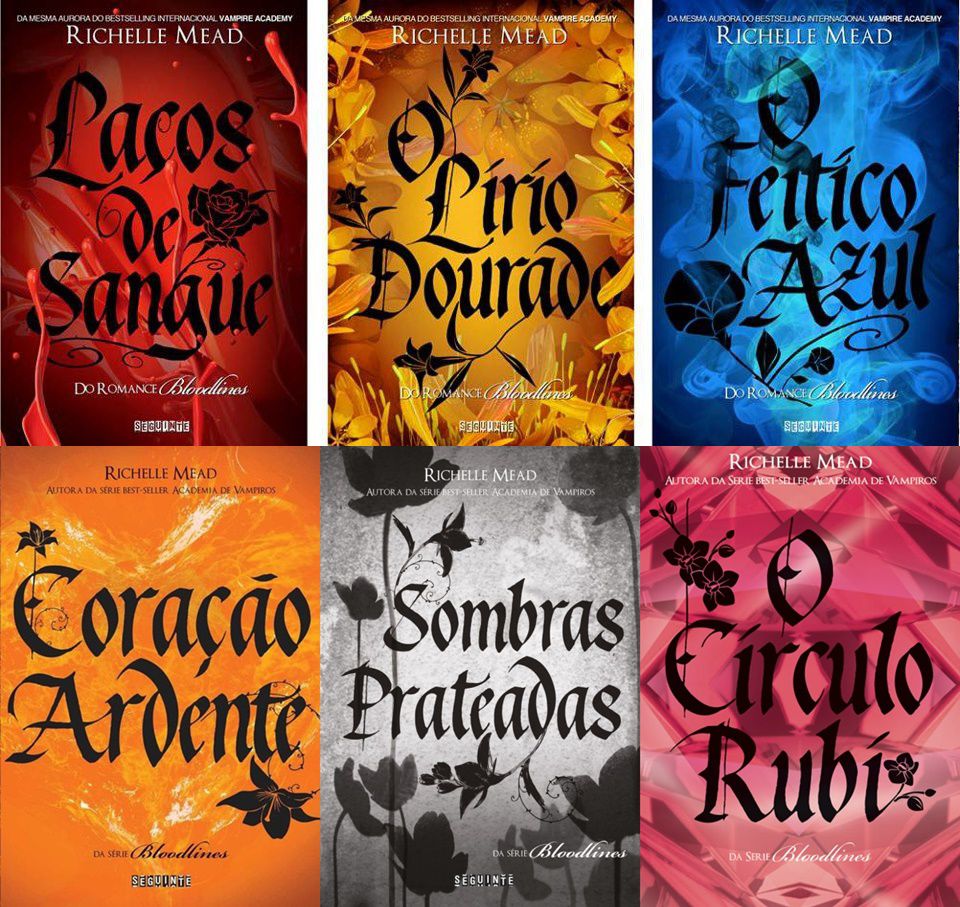 DA MESMA AURORA DO BESTSELLING INTERNACIONAL VAMPIRE ACADEMY
RICHELLE MEAD
Laços
de
Sangue
DO ROMANCE Bloodlines
SEGUINTE
DA MESMA AURORA DO BESTSELLING INTERNACIONAL VAMPIRE ACADEMY
RICHELLE MEAD
O
Lírio
Dourado
DO ROMANCE Bloodlines
SEGUINTE
DA MESMA AURORA DO BESTSELLING INTERNACIONAL VAMPIRE ACADEMY
RICHELLE MEAD
O
Feitiço
Azul
DO ROMANCE Bloodlines
SEGUINTE
RICHELLE MEAD
AUTORA DA SÉRIE BEST-SELLER ACADEMIA DE VAMPIROS
Coração
Ardente
DA SÉRIE Bloodlines
SEGUINTE
RICHELLE MEAD
AUTORA DA SÉRIE BEST-SELLER ACADEMIA DE VAMPIROS
Sombras
Prateadas
DA SÉRIE Bloodlines
SEGUINTE
RICHELLE MEAD
AUTORA DA SÉRIE BEST-SELLER ACADEMIA DE VAMPIROS
O
Círculo
Rubi
DA SÉRIE Bloodlines